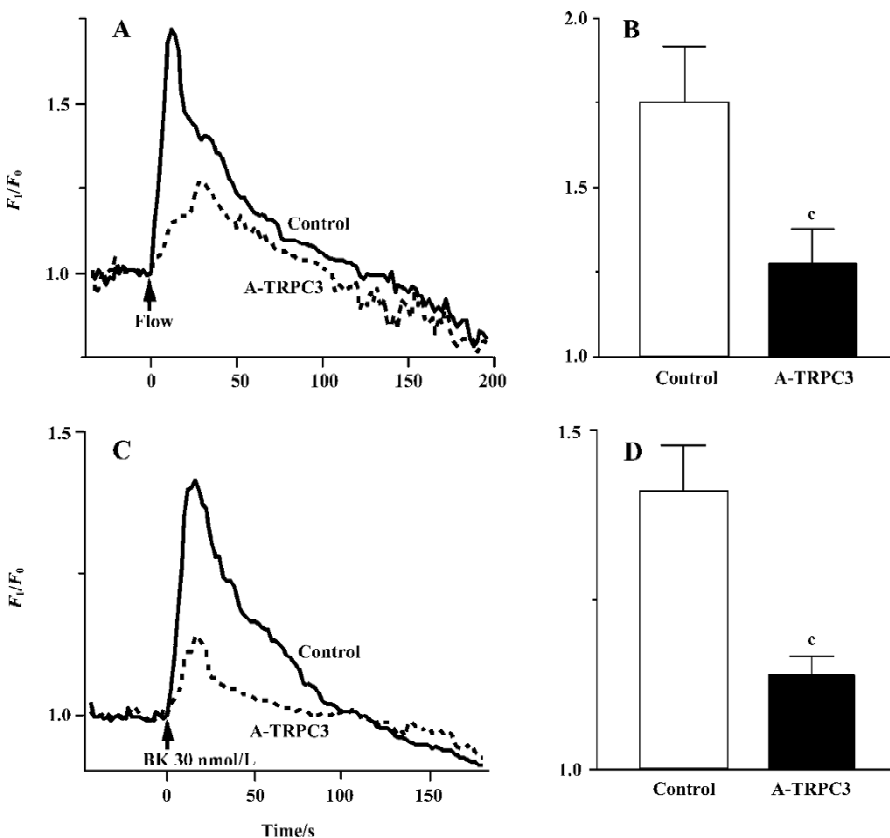 A
1.5
1.0
F₁/F₀
Control
A-TRPC3
Flow
0
50
100
150
200
B
2.0
1.5
1.0
c
Control
A-TRPC3
C
1.5
1.0
F₁/F₀
Control
A-TRPC3
BK 30 nmol/L
0
50
100
150
Time/s
D
1.5
1.0
c
Control
A-TRPC3